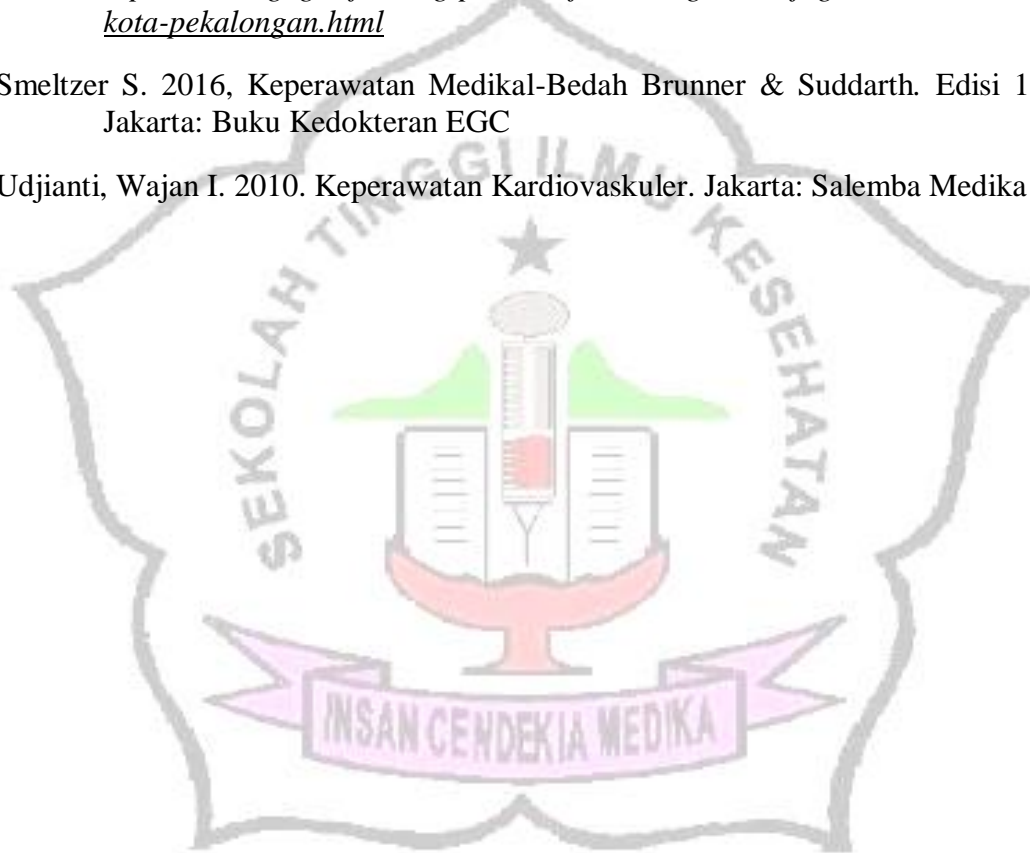 kota-pekalongan.html
Smeltzer S. 2016, Keperawatan Medikal-Bedah Brunner & Suddarth. Edisi 1
Jakarta: Buku Kedokteran EGC
Udjianti, Wajan I. 2010. Keperawatan Kardiovaskuler. Jakarta: Salemba Medika
SEKOLAH TINGGI ILMU KESEHATAN
INSAN CENDEKIA MEDIKA